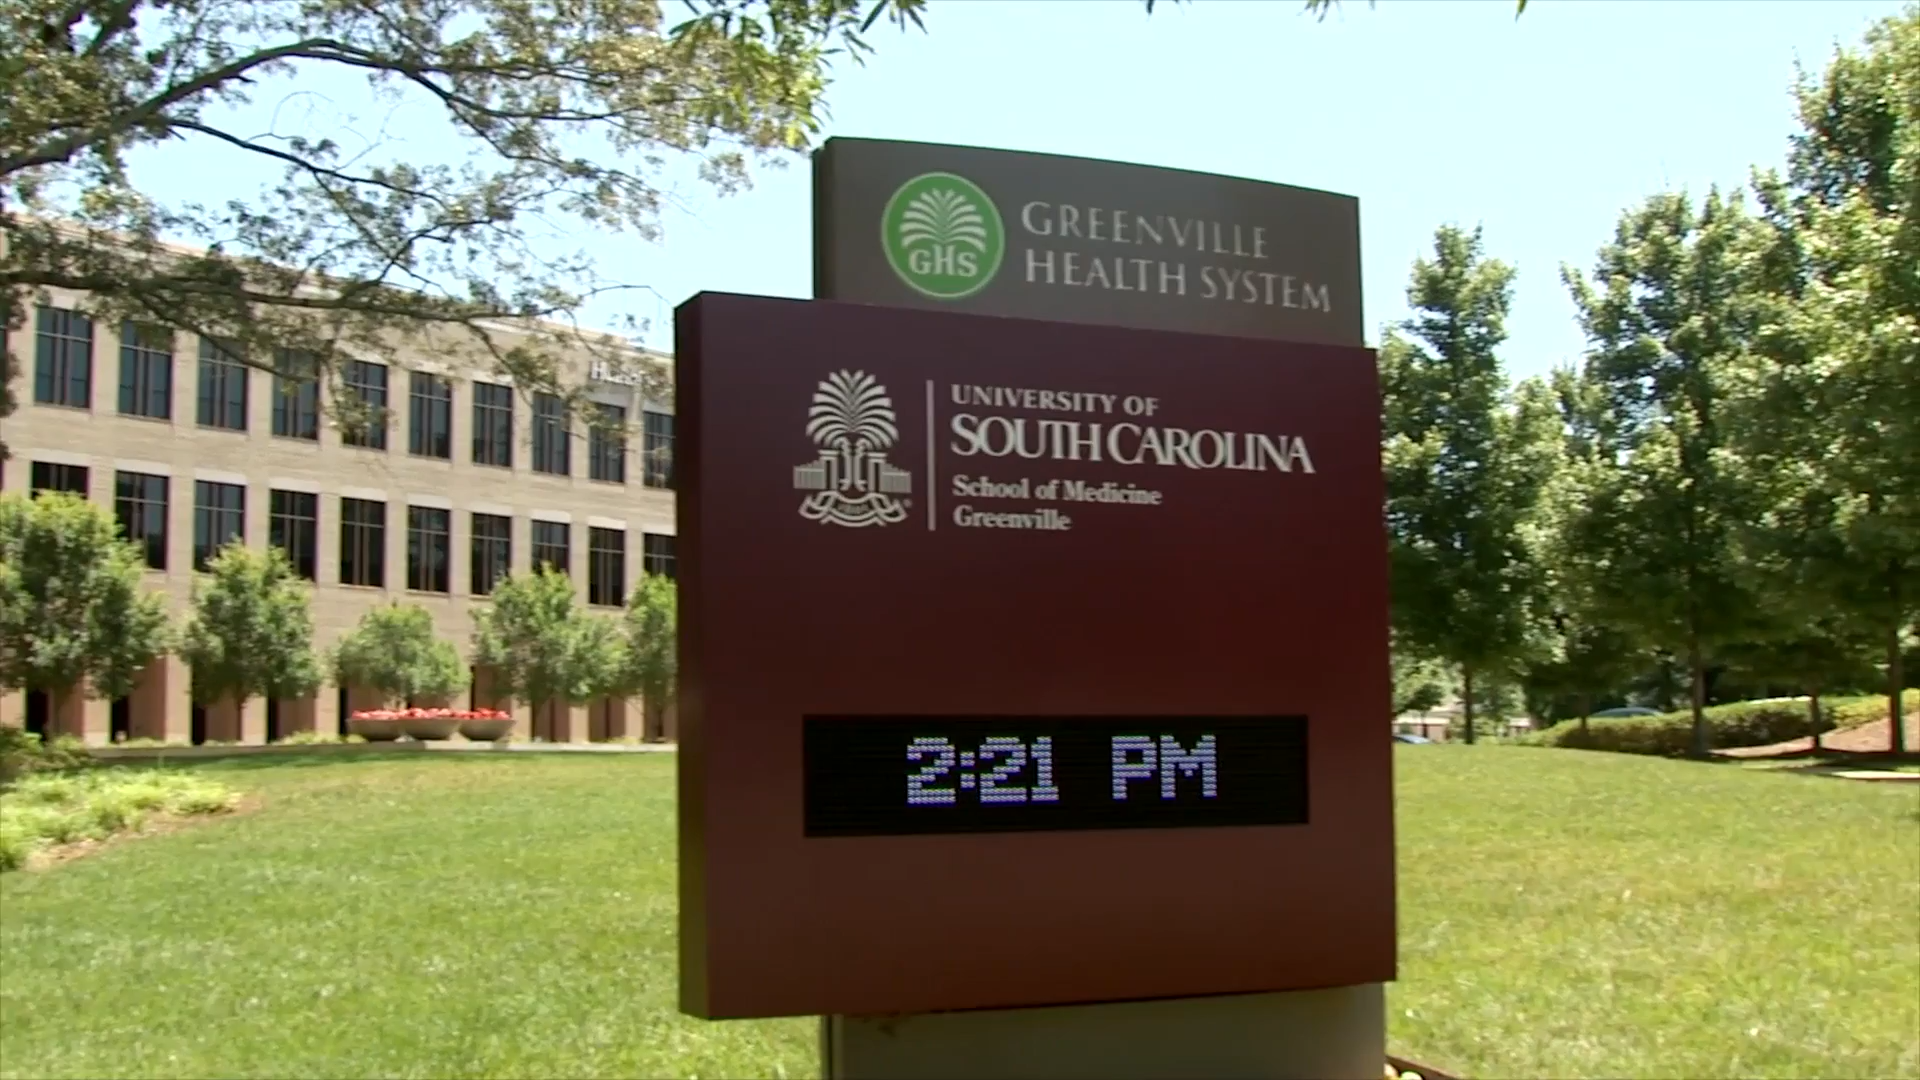 GHS
GREENVILLE
HEALTH SYSTEM
UNIVERSITY OF
SOUTH CAROLINA
School of Medicine
Greenville
2:21 PM